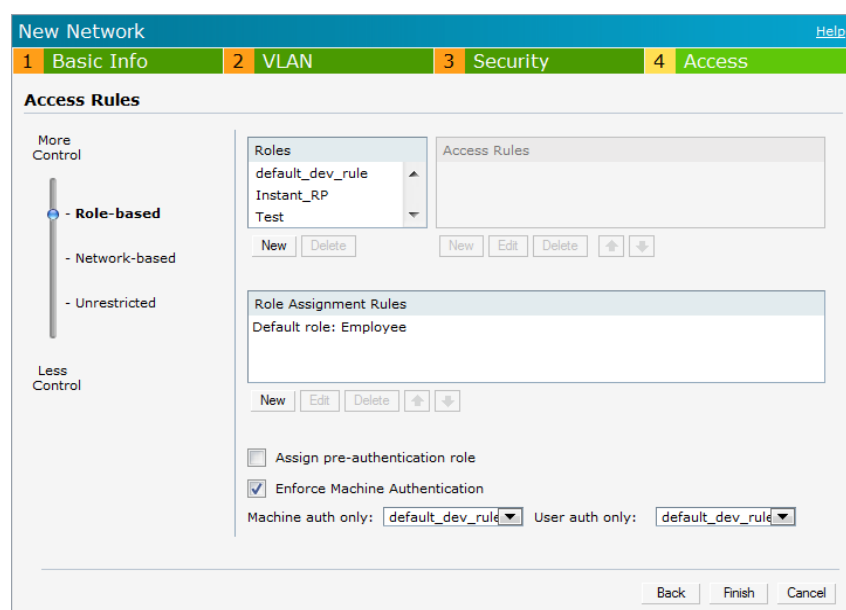 New Network
Help
1 Basic Info
2 VLAN
3 Security
4 Access
Access Rules
More
Control
- Role-based
- Network-based
- Unrestricted
Less
Control
Roles
default_dev_rule
Instant_RP
Test
New
Delete
Access Rules
New
Edit
Delete
Role Assignment Rules
Default role: Employee
New
Edit
Delete
Assign pre-authentication role
Enforce Machine Authentication
Machine auth only: default_dev_rule
User auth only: default_dev_rule
Back
Finish
Cancel